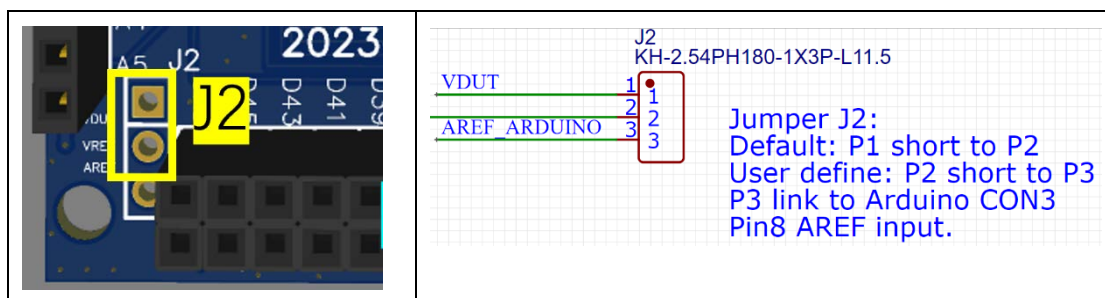 A5 J2
2023
J2
D43
D41
D39
VRE
ARE
J2
KH-2.54PH180-1X3P-L11.5
VDUT 1 1
2 2
AREF_ARDUINO 3 3
Jumper J2:
Default: P1 short to P2
User define: P2 short to P3
P3 link to Arduino CON3
Pin8 AREF input.